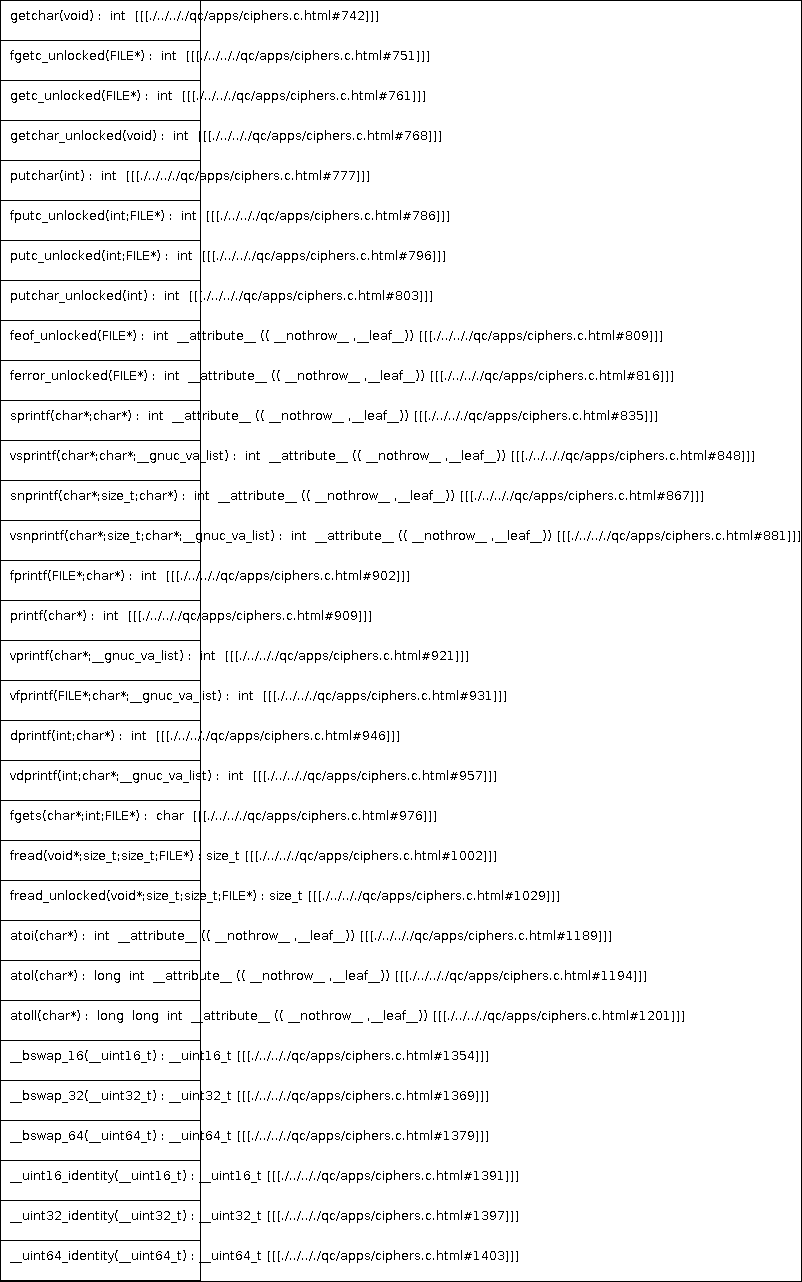 getchar(void) : int [[[./../.././qc/apps/ciphers.c.html#742]]]
fgetc_unlocked(FILE*) : int [[[./../.././qc/apps/ciphers.c.html#751]]]
getc_unlocked(FILE*) : int [[[./../.././qc/apps/ciphers.c.html#761]]]
getchar_unlocked(void) : int [[[./../.././qc/apps/ciphers.c.html#768]]]
putchar(int) : int [[[./../.././qc/apps/ciphers.c.html#777]]]
fputc_unlocked(int;FILE*) : int [[[./../.././qc/apps/ciphers.c.html#786]]]
putc_unlocked(int;FILE*) : int [[[./../.././qc/apps/ciphers.c.html#796]]]
putchar_unlocked(int) : int [[[./../.././qc/apps/ciphers.c.html#803]]]
feof_unlocked(FILE*) : int __attribute__ (( __nothrow__ ,__leaf__)) [[[./../.././qc/apps/ciphers.c.html#809]]]
ferror_unlocked(FILE*) : int __attribute__ (( __nothrow__ ,__leaf__)) [[[./../.././qc/apps/ciphers.c.html#816]]]
sprintf(char*;char*) : int __attribute__ (( __nothrow__ ,__leaf__)) [[[./../.././qc/apps/ciphers.c.html#835]]]
vsprintf(char*;char*;__gnuc_va_list) : int __attribute__ (( __nothrow__ ,__leaf__)) [[[./../.././qc/apps/ciphers.c.html#848]]]
snprintf(char*;size_t;char*) : int __attribute__ (( __nothrow__ ,__leaf__)) [[[./../.././qc/apps/ciphers.c.html#867]]]
vsnprintf(char*;size_t;char*;__gnuc_va_list) : int __attribute__ (( __nothrow__ ,__leaf__)) [[[./../.././qc/apps/ciphers.c.html#881]]]
fprintf(FILE*;char*) : int [[[./../.././qc/apps/ciphers.c.html#902]]]
printf(char*) : int [[[./../.././qc/apps/ciphers.c.html#909]]]
vprintf(char*;__gnuc_va_list) : int [[[./../.././qc/apps/ciphers.c.html#921]]]
vfprintf(FILE*;char*;__gnuc_va_list) : int [[[./../.././qc/apps/ciphers.c.html#931]]]
dprintf(int;char*) : int [[[./../.././qc/apps/ciphers.c.html#946]]]
vdprintf(int;char*;__gnuc_va_list) : int [[[./../.././qc/apps/ciphers.c.html#957]]]
fgets(char*;int;FILE*) : char [[[./../.././qc/apps/ciphers.c.html#976]]]
fread(void*;size_t;size_t;FILE*) : size_t [[[./../.././qc/apps/ciphers.c.html#1002]]]
fread_unlocked(void*;size_t;size_t;FILE*) : size_t [[[./../.././qc/apps/ciphers.c.html#1029]]]
atoi(char*) : int __attribute__ (( __nothrow__ ,__leaf__)) [[[./../.././qc/apps/ciphers.c.html#1189]]]
atol(char*) : long int __attribute__ (( __nothrow__ ,__leaf__)) [[[./../.././qc/apps/ciphers.c.html#1194]]]
atoll(char*) : long long int __attribute__ (( __nothrow__ ,__leaf__)) [[[./../.././qc/apps/ciphers.c.html#1201]]]
__bswap_16(__uint16_t) : __uint16_t [[[./../.././qc/apps/ciphers.c.html#1354]]]
__bswap_32(__uint32_t) : __uint32_t [[[./../.././qc/apps/ciphers.c.html#1369]]]
__bswap_64(__uint64_t) : __uint64_t [[[./../.././qc/apps/ciphers.c.html#1379]]]
__uint16_identity(__uint16_t) : __uint16_t [[[./../.././qc/apps/ciphers.c.html#1391]]]
__uint32_identity(__uint32_t) : __uint32_t [[[./../.././qc/apps/ciphers.c.html#1397]]]
__uint64_identity(__uint64_t) : __uint64_t [[[./../.././qc/apps/ciphers.c.html#1403]]]